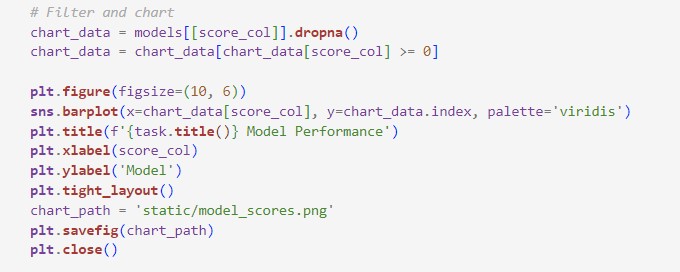 # Filter and chart
chart_data = models[[score_col]].dropna()
chart_data = chart_data[chart_data[score_col] >= 0]
plt.figure(figsize=(10, 6))
sns.barplot(x=chart_data[score_col], y=chart_data.index, palette='viridis')
plt.title(f'{task.title()} Model Performance')
plt.xlabel(score_col)
plt.ylabel('Model')
plt.tight_layout()
chart_path = 'static/model_scores.png'
plt.savefig(chart_path)
plt.close()